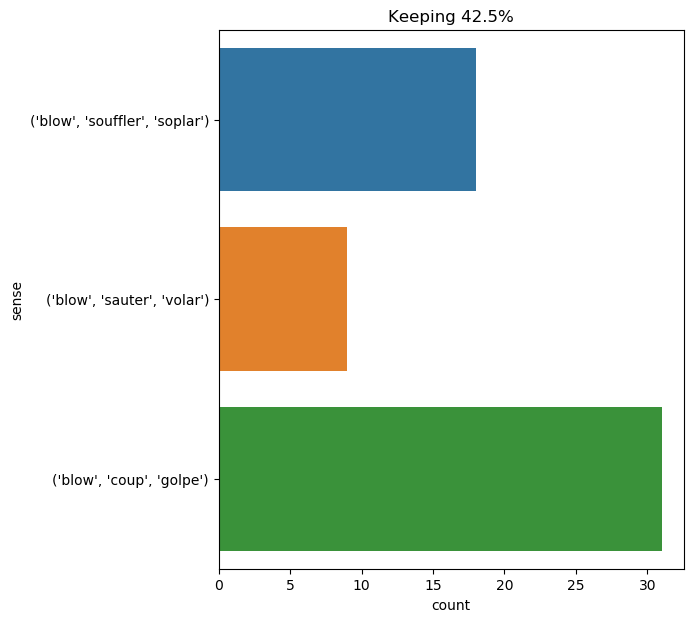 Keeping 42.5%
('blow', 'souffler', 'soplar')
('blow', 'sauter', 'volar')
('blow', 'coup', 'golpe')
sense
0 5 10 15 20 25 30
count